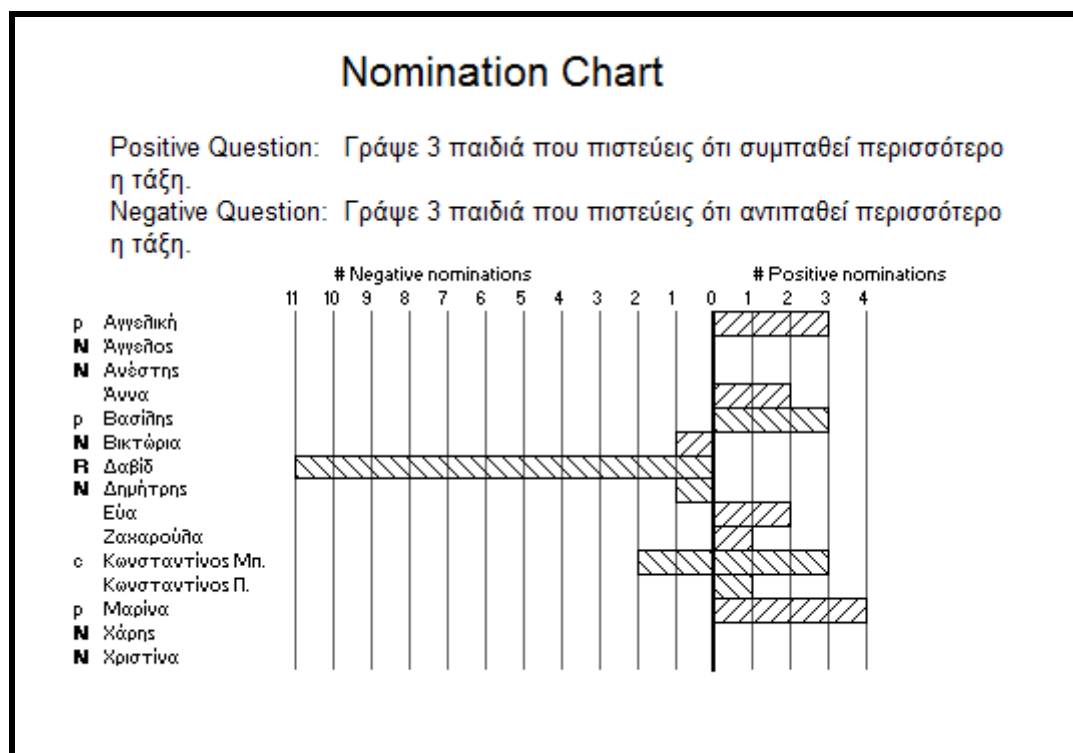 Nomination Chart
Positive Question: Γράψε 3 παιδιά που πιστεύεις ότι συμπαθεί περισσότερο
η τάξη.
Negative Question: Γράψε 3 παιδιά που πιστεύεις ότι αντιπαθεί περισσότερο
η τάξη.
# Negative nominations # Positive nominations
11 10 9 8 7 6 5 4 3 2 1 0 1 2 3 4
p Αγγελική
N Άγγελος
N Ανέστης
Άννα
p Βασίλης
N Βικτώρια
R Δαβίδ
N Δημήτρης
Εύα
Ζαχαρούλα
c Κωνσταντίνος Μπ.
Κωνσταντίνος Π.
p Μαρίνα
N Χάρης
N Χριστίνα